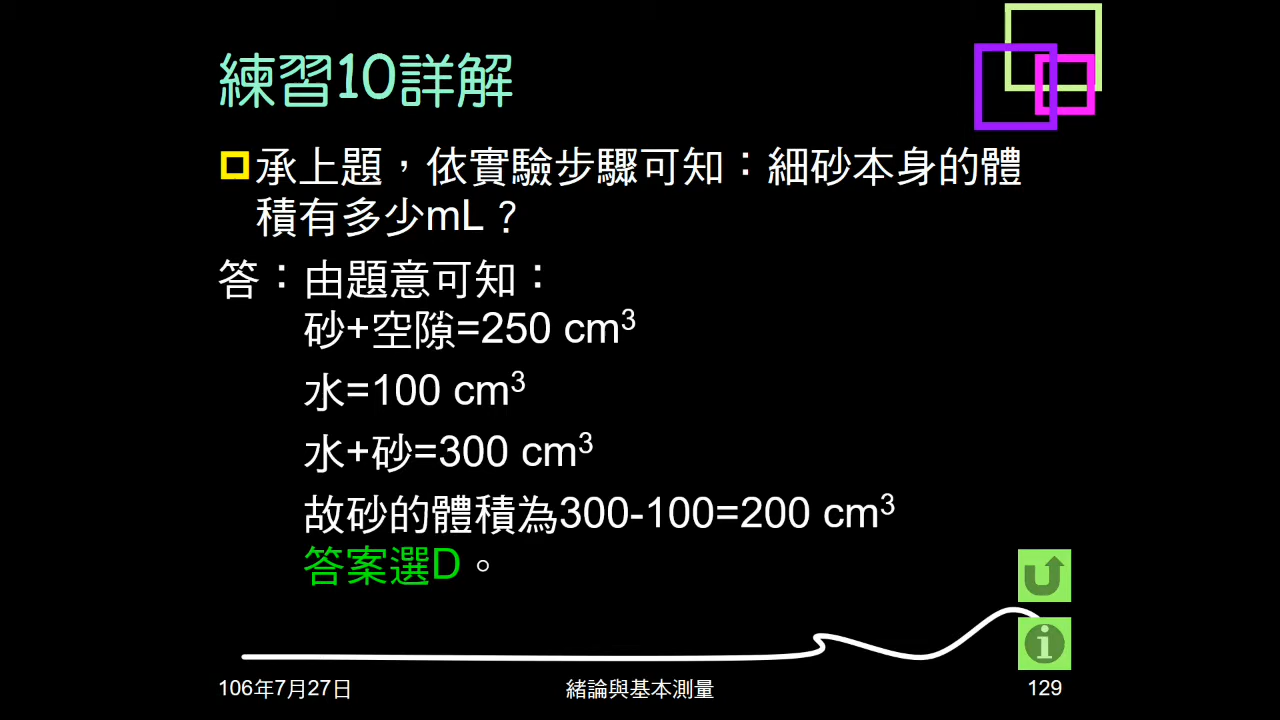 練習10詳解
承上題，依實驗步驟可知：細砂本身的體
積有多少mL？
答：由題意可知：
砂+空隙=250 cm³
水=100 cm³
水+砂=300 cm³
故砂的體積為300-100=200 cm³
答案選D。
106年7月27日
緒論與基本測量
129